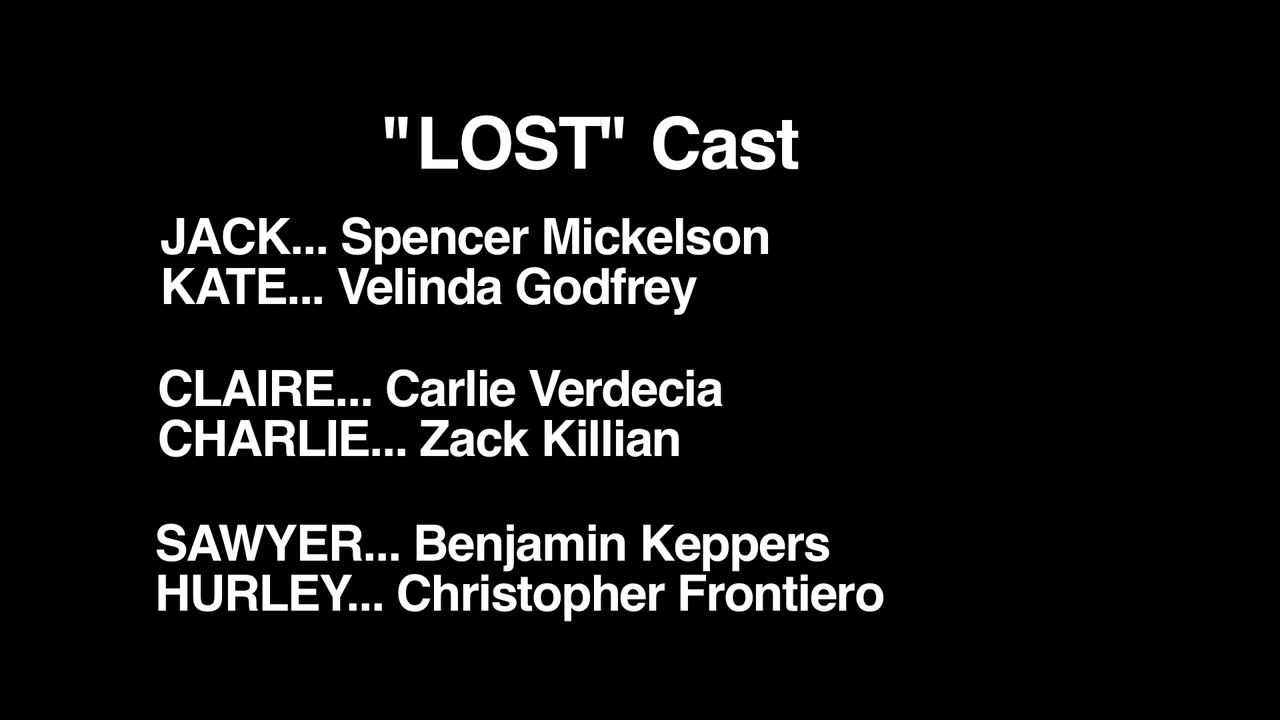 "LOST" Cast
JACK... Spencer Mickelson
KATE... Velinda Godfrey
CLAIRE... Carlie Verdecia
CHARLIE... Zack Killian
SAWYER... Benjamin Keppers
HURLEY... Christopher Frontiero